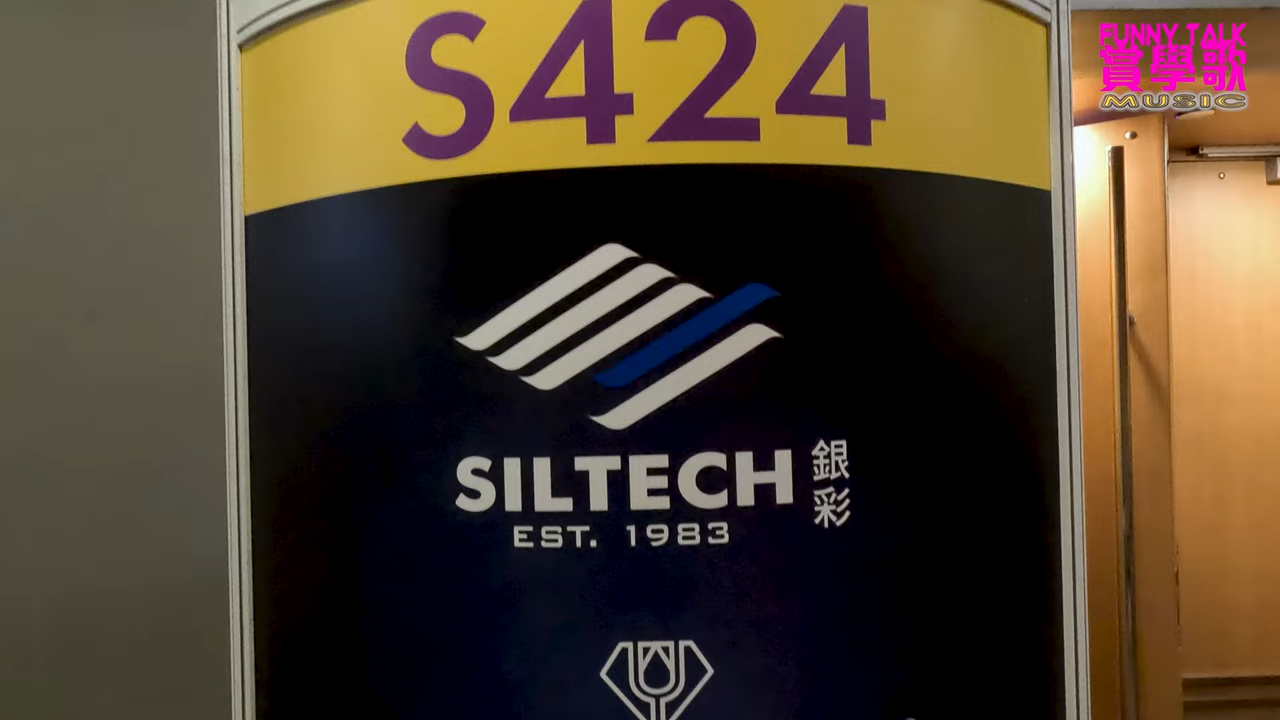 S424
FUNNY TALK
賞學歌
MUSIC
SILTECH
銀彩
EST. 1983